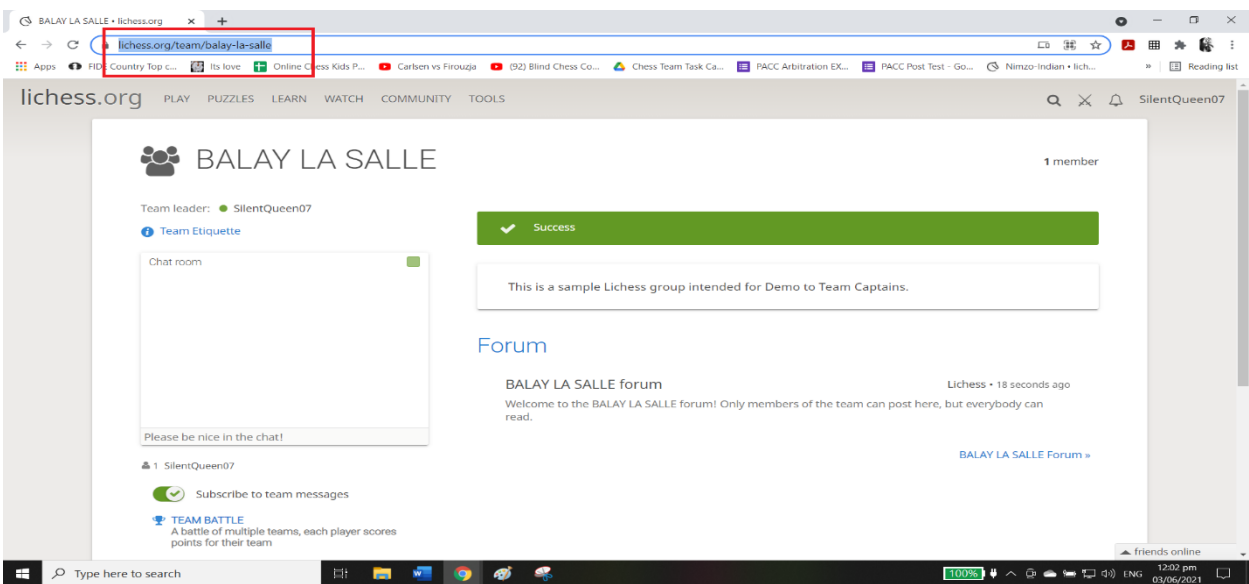 BALAY LA SALLE • lichess.org
lichess.org/team/balay-la-salle
Apps FIDE Country Top c... Its love Online Chess Kids P... Carlsen vs Firouzja (92) Blind Chess Co... Chess Team Task Ca... PACC Arbitration EX... PACC Post Test - Go... Nimzo-Indian • lich... » Reading list
lichess.org PLAY PUZZLES LEARN WATCH COMMUNITY TOOLS SilentQueen07
BALAY LA SALLE 1 member
Team leader: SilentQueen07
Team Etiquette
Chat room
Please be nice in the chat!
1 SilentQueen07
Subscribe to team messages
TEAM BATTLE
A battle of multiple teams, each player scores
points for their team
Success
This is a sample Lichess group intended for Demo to Team Captains.
Forum
BALAY LA SALLE forum Lichess • 18 seconds ago
Welcome to the BALAY LA SALLE forum! Only members of the team can post here, but everybody can
read.
BALAY LA SALLE Forum »
friends online
Type here to search 100% ENG 12:02 pm
03/06/2021